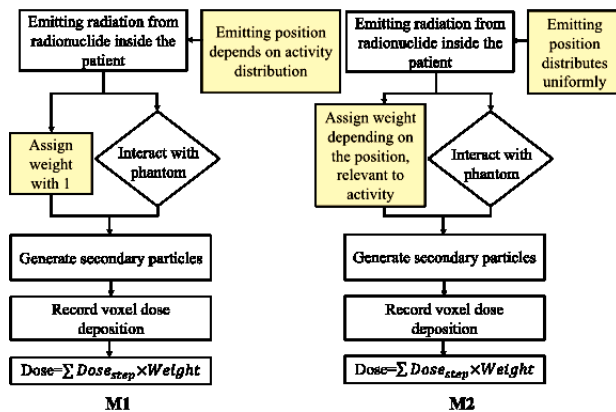 Emitting radiation from
radionuclide inside the
patient
Emitting position
depends on activity
distribution
Assign
weight
with 1
Interact with
phantom
Generate secondary particles
Record voxel dose
deposition
Dose=∑ Dose_step×Weight
M1
Emitting radiation from
radionuclide inside the
patient
Emitting
position
distributes
uniformly
Assign weight
depending on
the position,
relevant to
activity
Interact with
phantom
Generate secondary particles
Record voxel dose
deposition
Dose=∑ Dose_step×Weight
M2